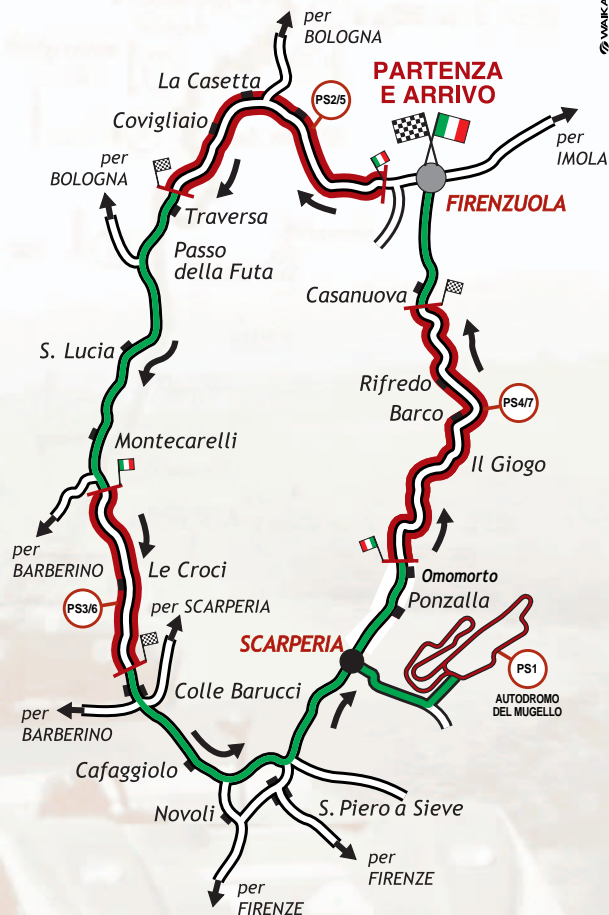 WAIKA
per
BOLOGNA
La Casetta
PS2/5
PARTENZA
E ARRIVO
Covigliaio
per
BOLOGNA
per
IMOLA
FIRENZUOLA
Traversa
Passo
della Futa
Casanuova
S. Lucia
Rifredo
Barco
PS4/7
Montecarelli
Il Giogo
per
BARBERINO
Le Croci
Omomorto
Ponzalla
PS3/6
per SCARPERIA
SCARPERIA
PS1
AUTODROMO
DEL MUGELLO
Colle Barucci
per
BARBERINO
Cafaggiolo
Novoli
S. Piero a Sieve
per
FIRENZE
per
FIRENZE